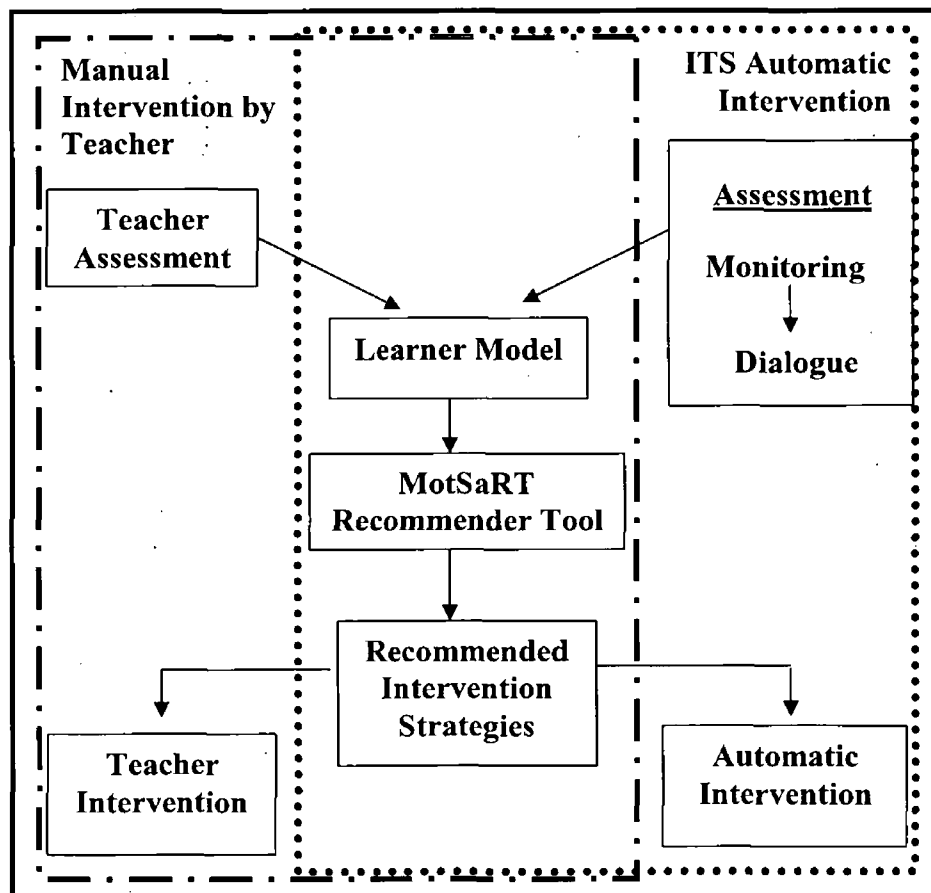 Manual
Intervention by
Teacher
ITS Automatic
Intervention
Teacher
Assessment
Assessment
Monitoring
Dialogue
Learner Model
MotSaRT
Recommender Tool
Recommended
Intervention
Strategies
Teacher
Intervention
Automatic
Intervention